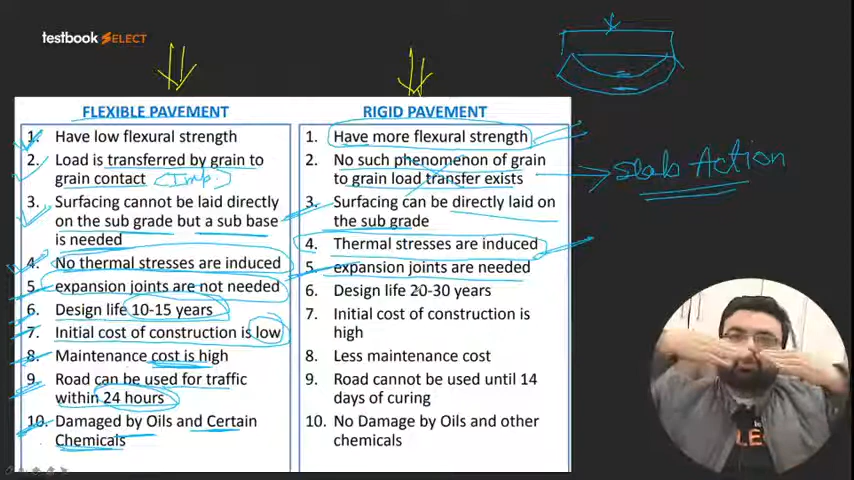 testbook SELECT
FLEXIBLE PAVEMENT
1. Have low flexural strength
2. Load is transferred by grain to
grain contact (Imp.)
3. Surfacing cannot be laid directly
on the sub grade but a sub base
is needed
4. No thermal stresses are induced
5. expansion joints are not needed
6. Design life 10-15 years
7. Initial cost of construction is low
8. Maintenance cost is high
9. Road can be used for traffic
within 24 hours
10. Damaged by Oils and Certain
Chemicals
RIGID PAVEMENT
1. Have more flexural strength
2. No such phenomenon of grain
to grain load transfer exists
3. Surfacing can be directly laid on
the sub grade
4. Thermal stresses are induced
5. expansion joints are needed
6. Design life 20-30 years
7. Initial cost of construction is
high
8. Less maintenance cost
9. Road cannot be used until 14
days of curing
10. No Damage by Oils and other
chemicals
Slab Action